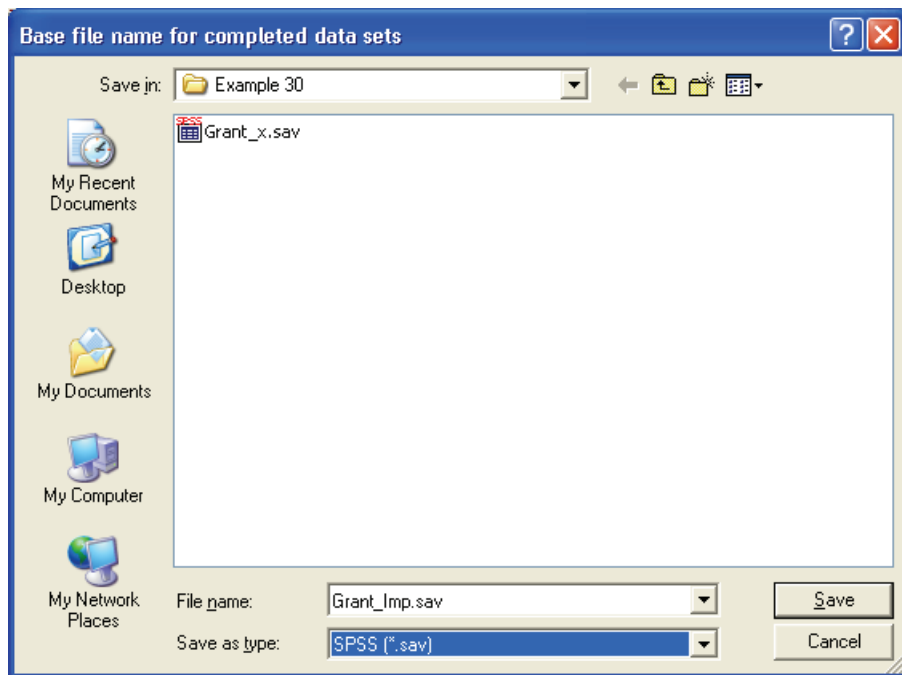 Base file name for completed data sets
Save in:
Example 30
SPSS
Grant_x.sav
My Recent
Documents
Desktop
My Documents
My Computer
My Network
Places
File name:
Grant_Imp.sav
Save
Save as type:
SPSS (*.sav)
Cancel